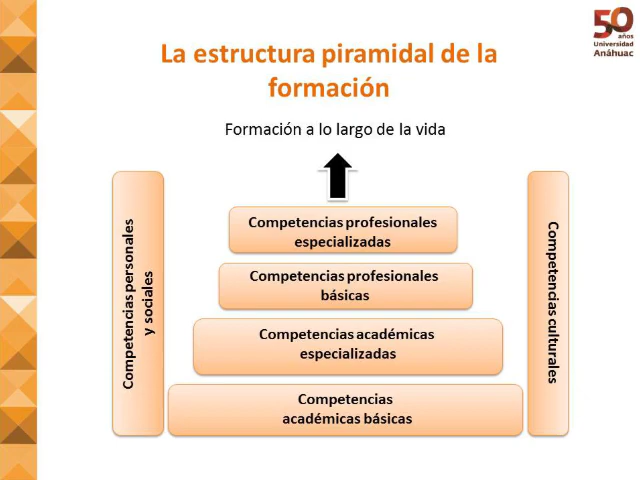 50
años
Universidad
Anáhuac
La estructura piramidal de la
formación
Formación a lo largo de la vida
Competencias personales
y sociales
Competencias profesionales
especializadas
Competencias profesionales
básicas
Competencias académicas
especializadas
Competencias
académicas básicas
Competencias culturales